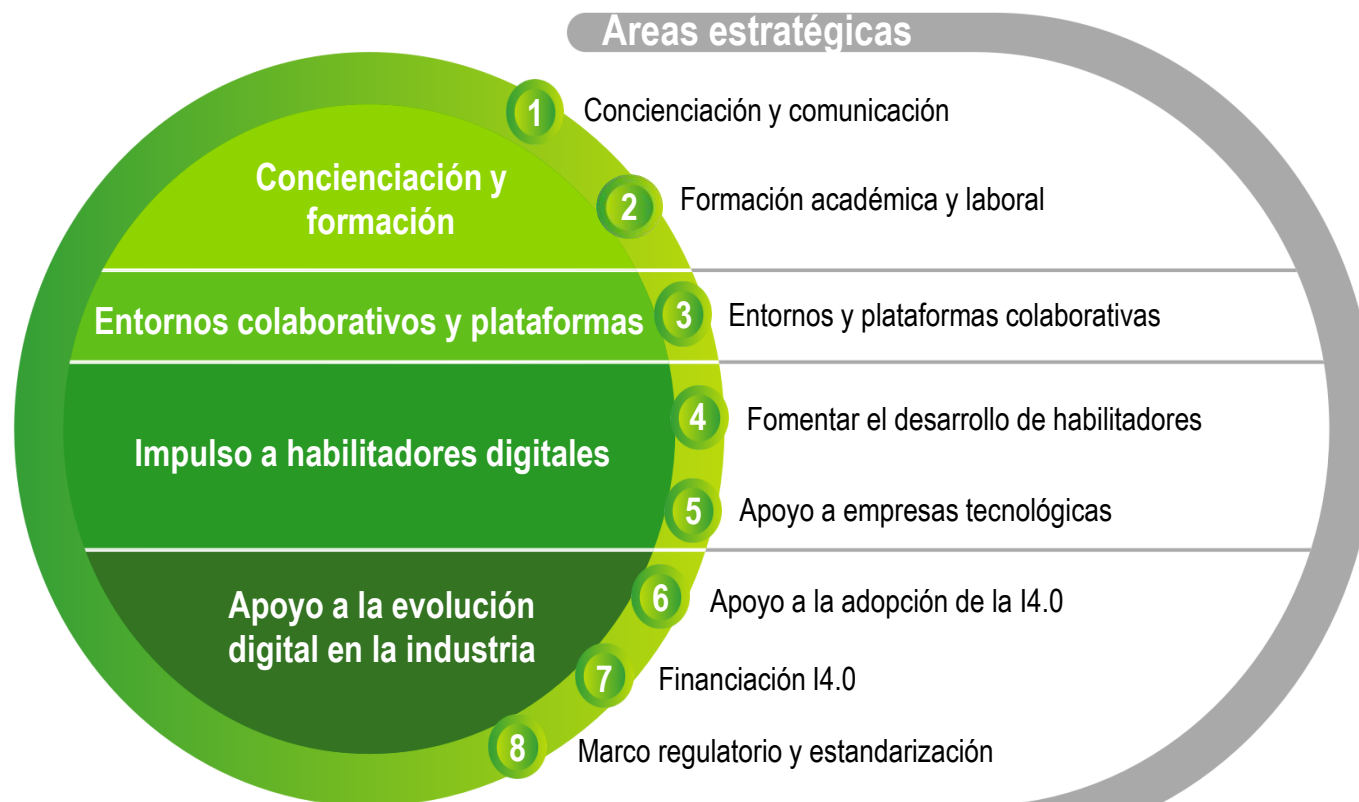 Areas estratégicas
1
Concienciación y comunicación
Concienciación y
formación
2
Formación académica y laboral
Entornos colaborativos y plataformas
3
Entornos y plataformas colaborativas
Impulso a habilitadores digitales
4
Fomentar el desarrollo de habilitadores
5
Apoyo a empresas tecnológicas
Apoyo a la evolución
digital en la industria
6
Apoyo a la adopción de la I4.0
7
Financiación I4.0
8
Marco regulatorio y estandarización